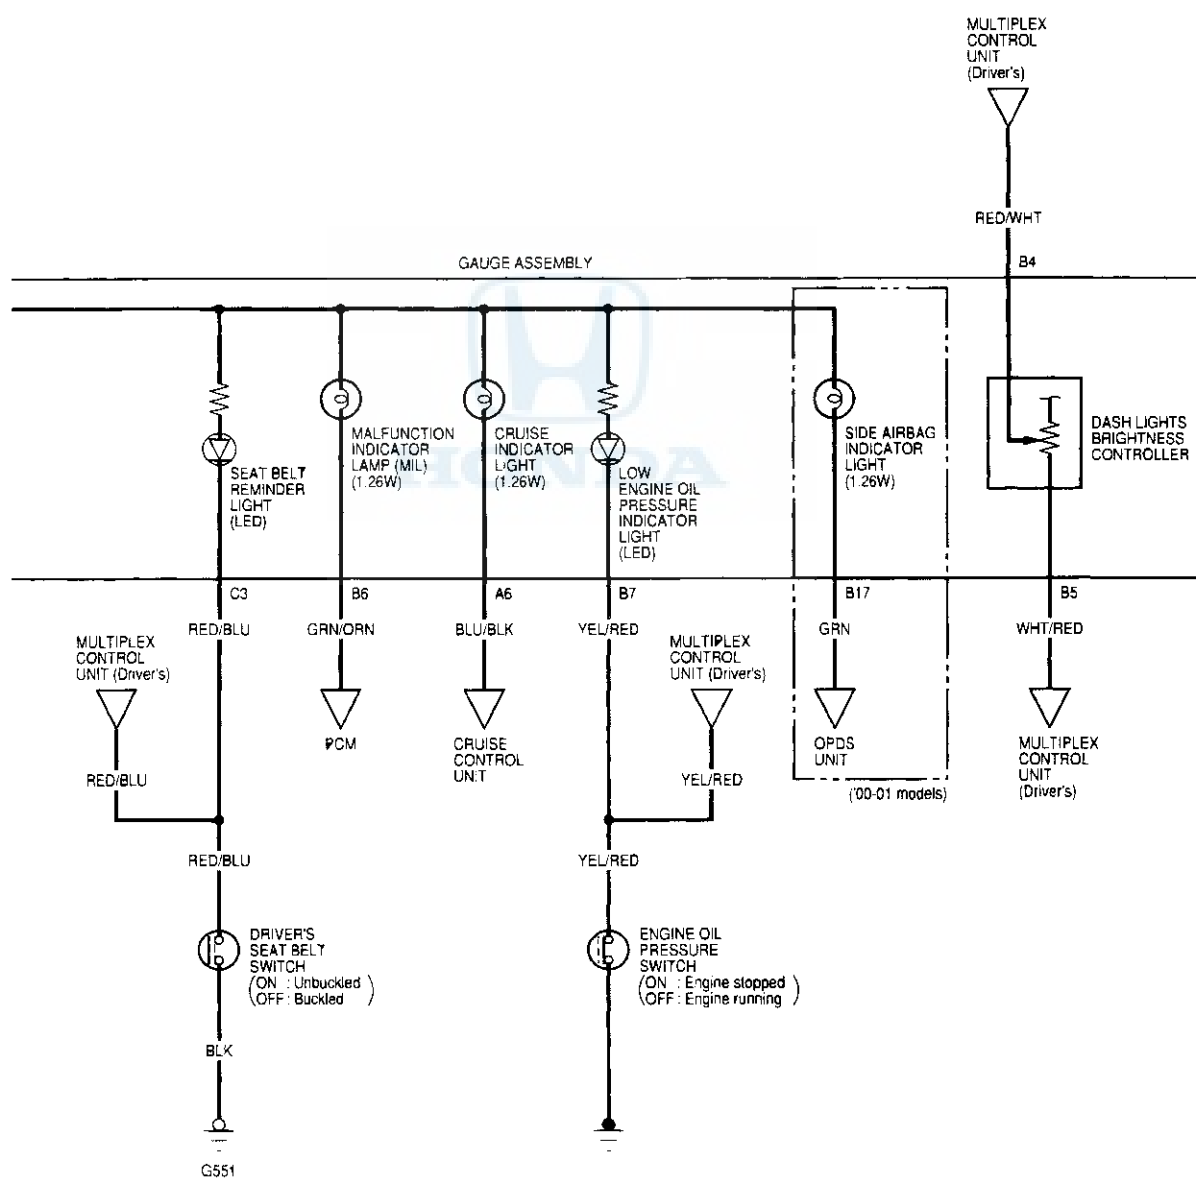 MULTIPLEX
CONTROL
UNIT
(Driver's)
RED/WHT
GAUGE ASSEMBLY
B4
MALFUNCTION
INDICATOR
LAMP (MIL)
(1.26W)
CRUISE
INDICATOR
LIGHT
(1.26W)
SIDE AIRBAG
INDICATOR
LIGHT
(1.26W)
DASH LIGHTS
BRIGHTNESS
CONTROLLER
HONDA
SEAT BELT
REMINDER
LIGHT
(LED)
LOW
ENGINE OIL
PRESSURE
INDICATOR
LIGHT
(LED)
C3
B6
A6
B7
B17
B5
RED/BLU
GRN/ORN
BLU/BLK
YEL/RED
GRN
WHT/RED
MULTIPLEX
CONTROL
UNIT (Driver's)
MULTIPLEX
CONTROL
UNIT (Driver's)
PCM
CRUISE
CONTROL
UNIT
OPDS
UNIT
MULTIPLEX
CONTROL
UNIT
(Driver's)
RED/BLU
YEL/RED
('00-01 models)
RED/BLU
YEL/RED
DRIVER'S
SEAT BELT
SWITCH
(ON : Unbuckled
OFF : Buckled)
ENGINE OIL
PRESSURE
SWITCH
(ON : Engine stopped
OFF : Engine running)
BLK
G551